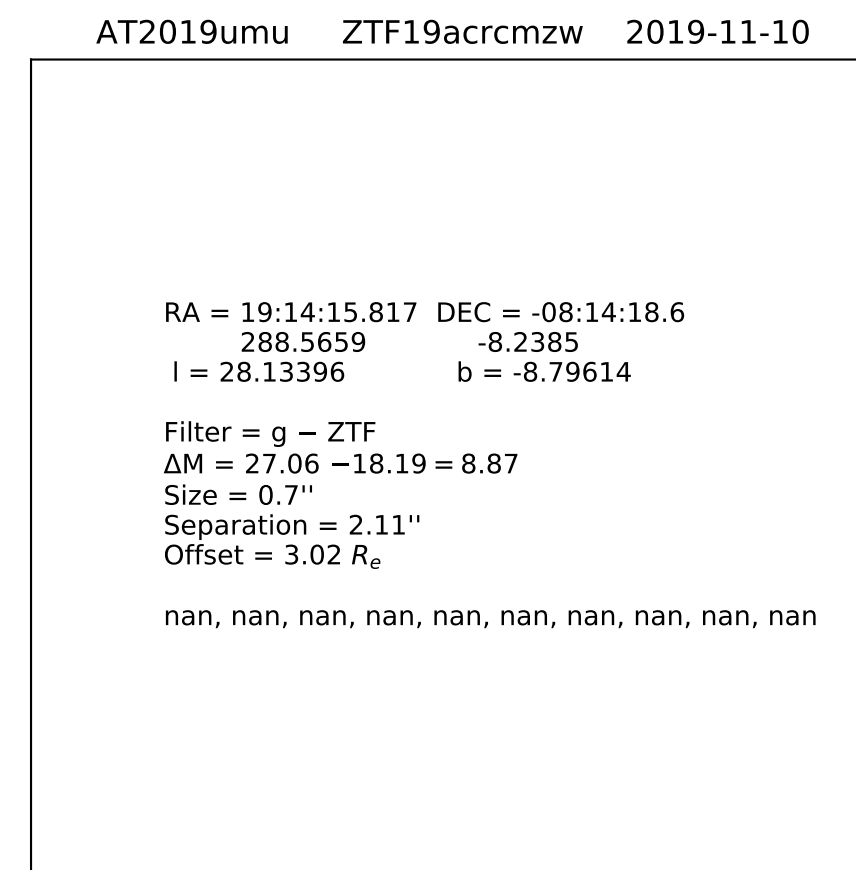 AT2019umu ZTF19acrcmzw 2019-11-10
RA = 19:14:15.817 DEC = -08:14:18.6
288.5659 -8.2385
l = 28.13396 b = -8.79614
Filter = g − ZTF
ΔM = 27.06 −18.19 = 8.87
Size = 0.7''
Separation = 2.11''
Offset = 3.02 Rₑ
nan, nan, nan, nan, nan, nan, nan, nan, nan, nan